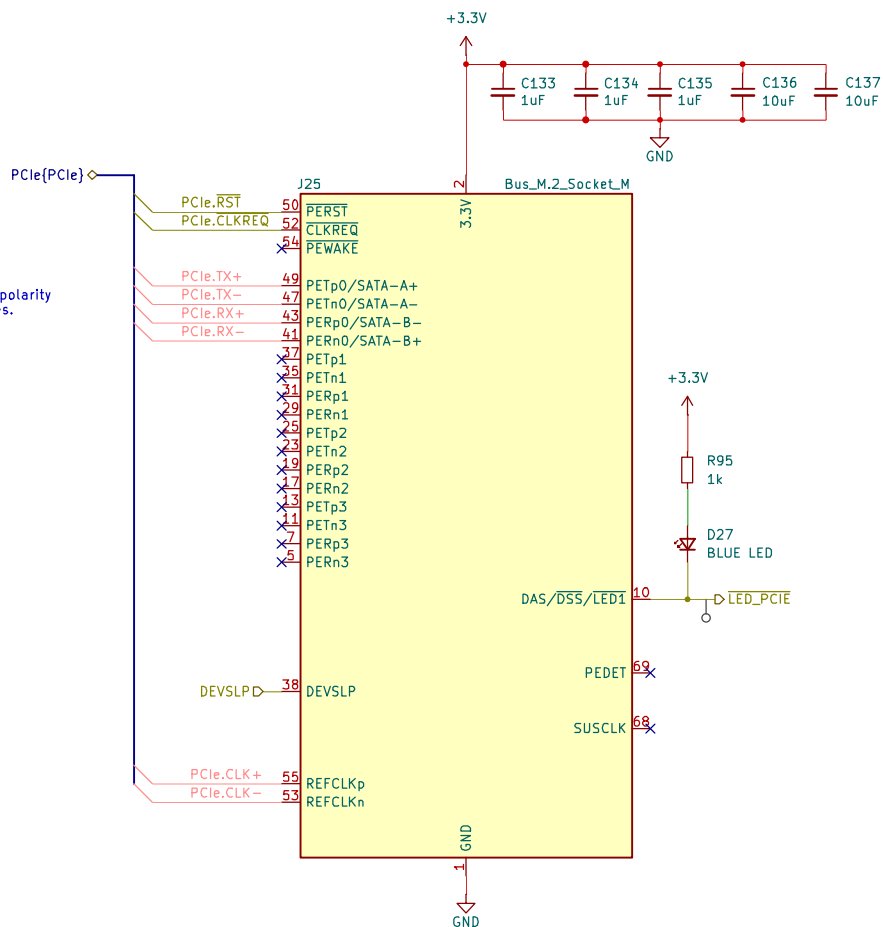 +3.3V
C133
1uF
C134
1uF
C135
1uF
C136
10uF
C137
10uF
GND
PCIe{PCIe}
J25
2
Bus_M.2_Socket_M
3.3V
PCIe.RST
50
PERST
PCIe.CLKREQ
52
CLKREQ
54
PEWAKE
polarity
s.
PCIe.TX+
49
PETp0/SATA-A+
PCIe.TX-
47
PETn0/SATA-A-
PCIe.RX+
43
PERp0/SATA-B-
PCIe.RX-
41
PERn0/SATA-B+
37
PETp1
35
PETn1
31
PERp1
29
PERn1
25
PETp2
23
PETn2
19
PERp2
17
PERn2
13
PETp3
11
PETn3
7
PERp3
5
PERn3
+3.3V
R95
1k
D27
BLUE LED
DAS/DSS/LED1
10
LED_PCIE
PEDET
69
DEVSLP
38
DEVSLP
SUSCLK
68
PCIe.CLK+
55
REFCLKp
PCIe.CLK-
53
REFCLKn
GND
1
GND